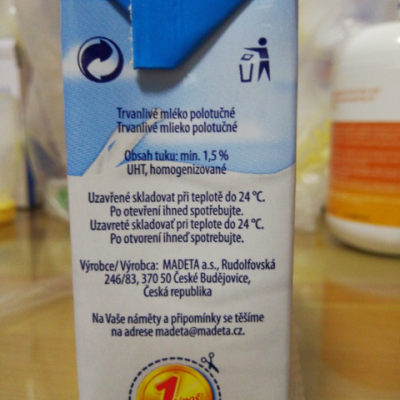 Trvanlivé mléko polotučné
Trvanlivé mlieko polotučné
Obsah tuku: min. 1,5 %
UHT, homogenizované
Uzavřené skladovat při teplotě do 24 °C.
Po otevření ihned spotřebujte.
Uzavreté skladovať pri teplote do 24 °C.
Po otvorení ihneď spotrebujte.
Výrobce/ Výrobca: MADETA a.s., Rudolfovská
246/83, 370 50 České Budějovice,
Česká republika
Na Vaše náměty a připomínky se těšíme
na adrese madeta@madeta.cz.
1